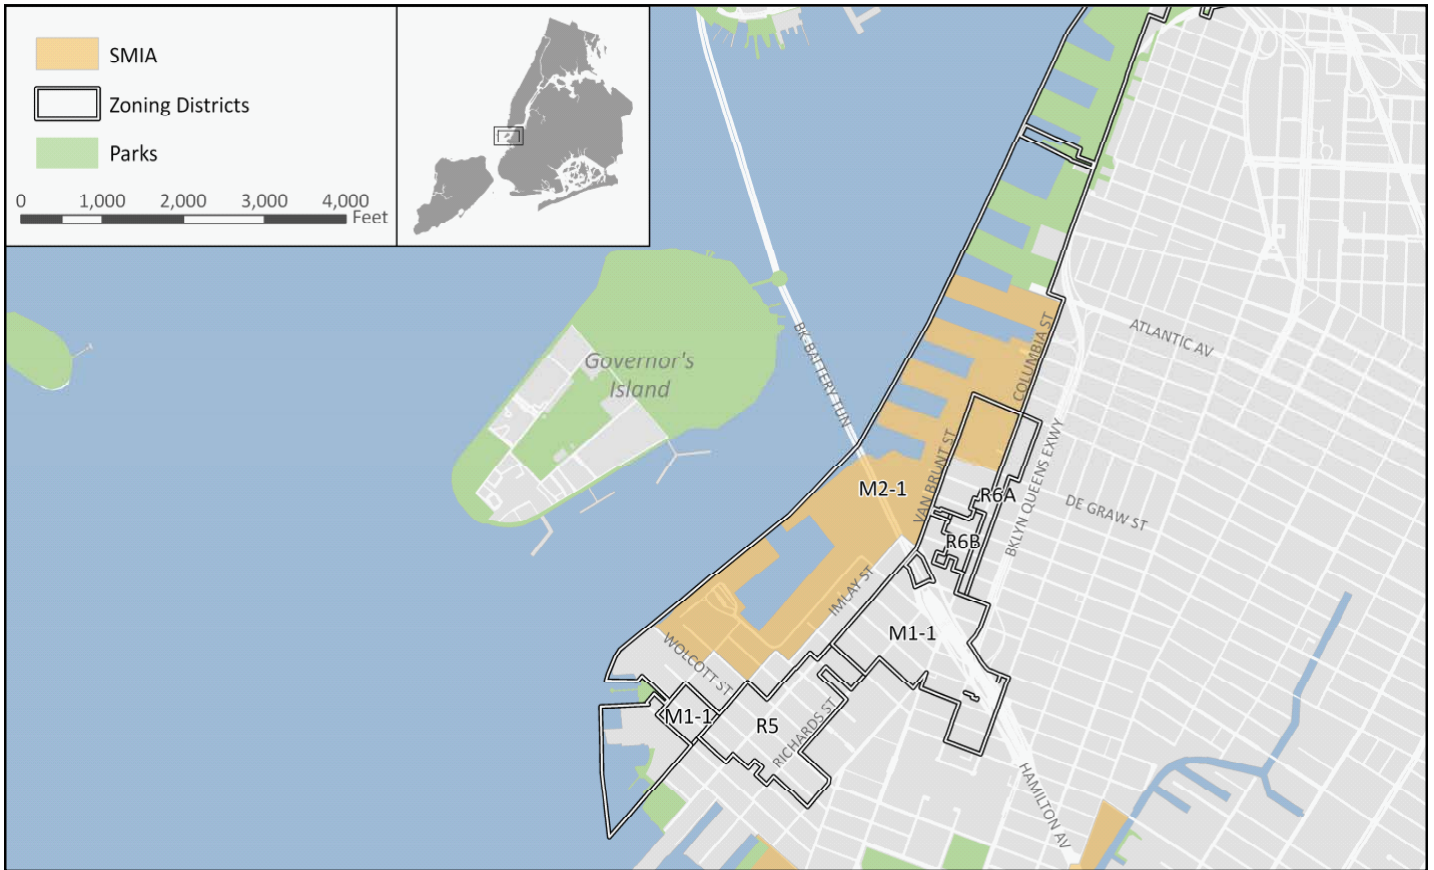 SMIA
Zoning Districts
Parks
0 1,000 2,000 3,000 4,000
Feet
Governor's
Island
BK-BATTERY TUN
ATLANTIC AV
COLUMBIA ST
VAN BRUNT ST
M2-1
R6A
DE GRAW ST
BKLYN QUEENS EXWY
R6B
IMLAY ST
M1-1
WOLCOTT ST
M1-1
R5
RICHARDS ST
HAMILTON AV